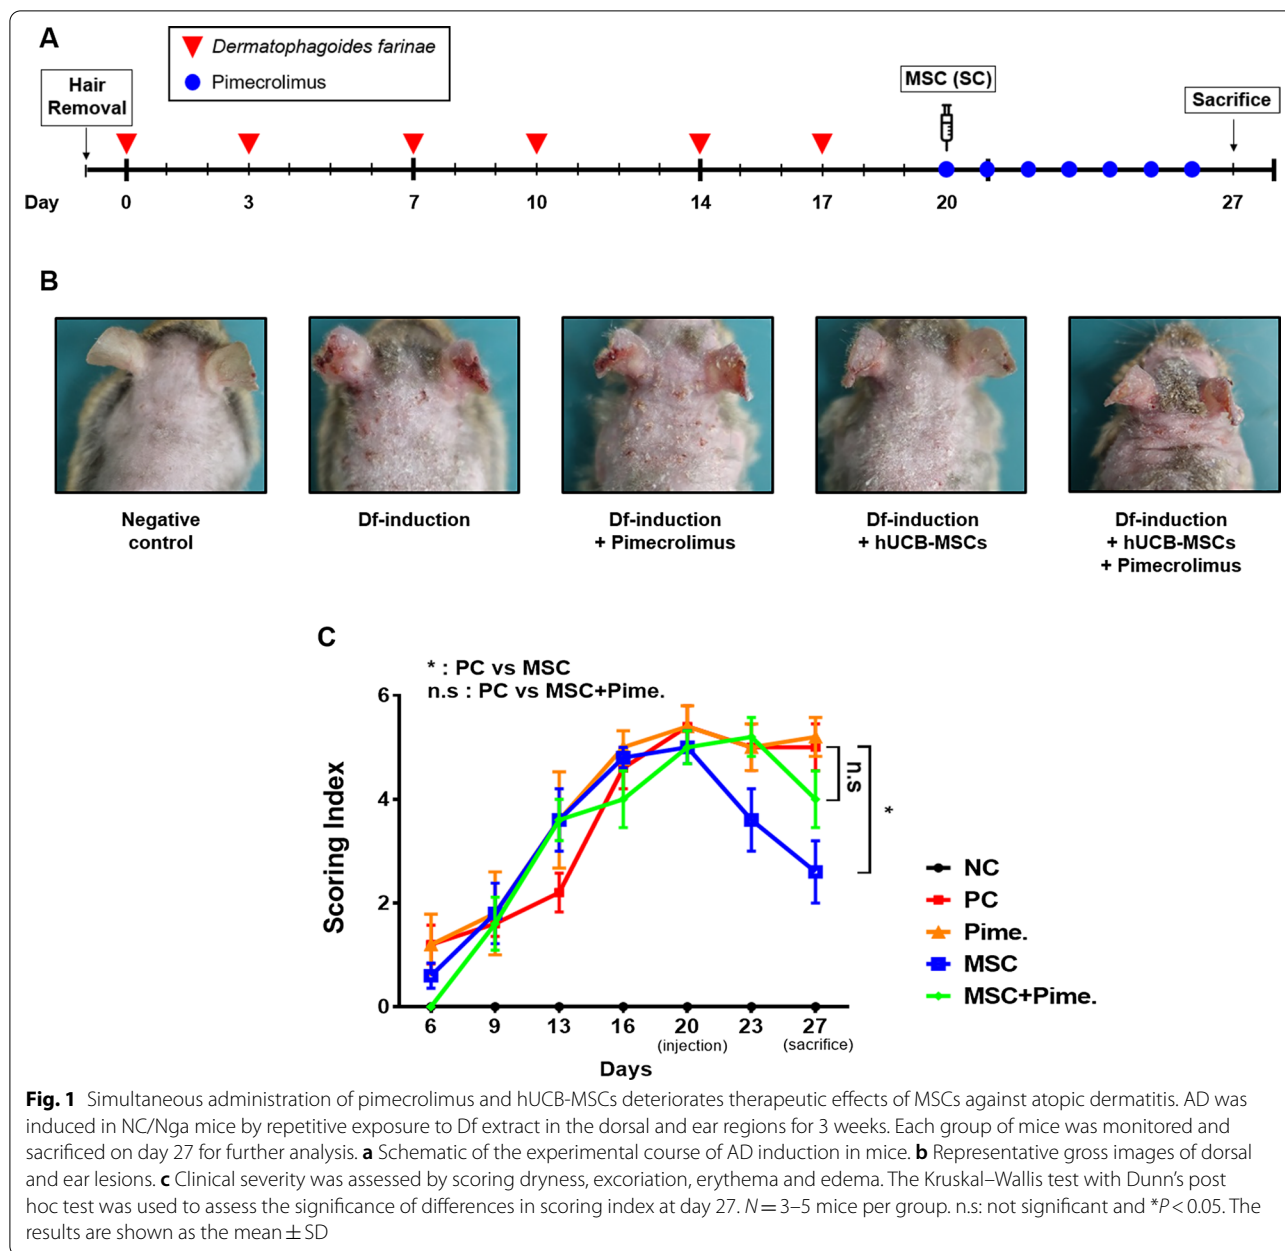 A
Dermatophagoides farinae
Pimecrolimus
Hair
Removal
MSC (SC)
Sacrifice
Day 0 3 7 10 14 17 20 27
B
Negative
control
Df-induction
Df-induction
+ Pimecrolimus
Df-induction
+ hUCB-MSCs
Df-induction
+ hUCB-MSCs
+ Pimecrolimus
C
* : PC vs MSC
n.s : PC vs MSC+Pime.
Scoring Index
6
4
2
0
n.s
*
NC
PC
Pime.
MSC
MSC+Pime.
6 9 13 16 20 23 27
(injection) (sacrifice)
Days
Fig. 1 Simultaneous administration of pimecrolimus and hUCB-MSCs deteriorates therapeutic effects of MSCs against atopic dermatitis. AD was
induced in NC/Nga mice by repetitive exposure to Df extract in the dorsal and ear regions for 3 weeks. Each group of mice was monitored and
sacrificed on day 27 for further analysis. a Schematic of the experimental course of AD induction in mice. b Representative gross images of dorsal
and ear lesions. c Clinical severity was assessed by scoring dryness, excoriation, erythema and edema. The Kruskal–Wallis test with Dunn's post
hoc test was used to assess the significance of differences in scoring index at day 27. N = 3–5 mice per group. n.s: not significant and *P < 0.05. The
results are shown as the mean ± SD